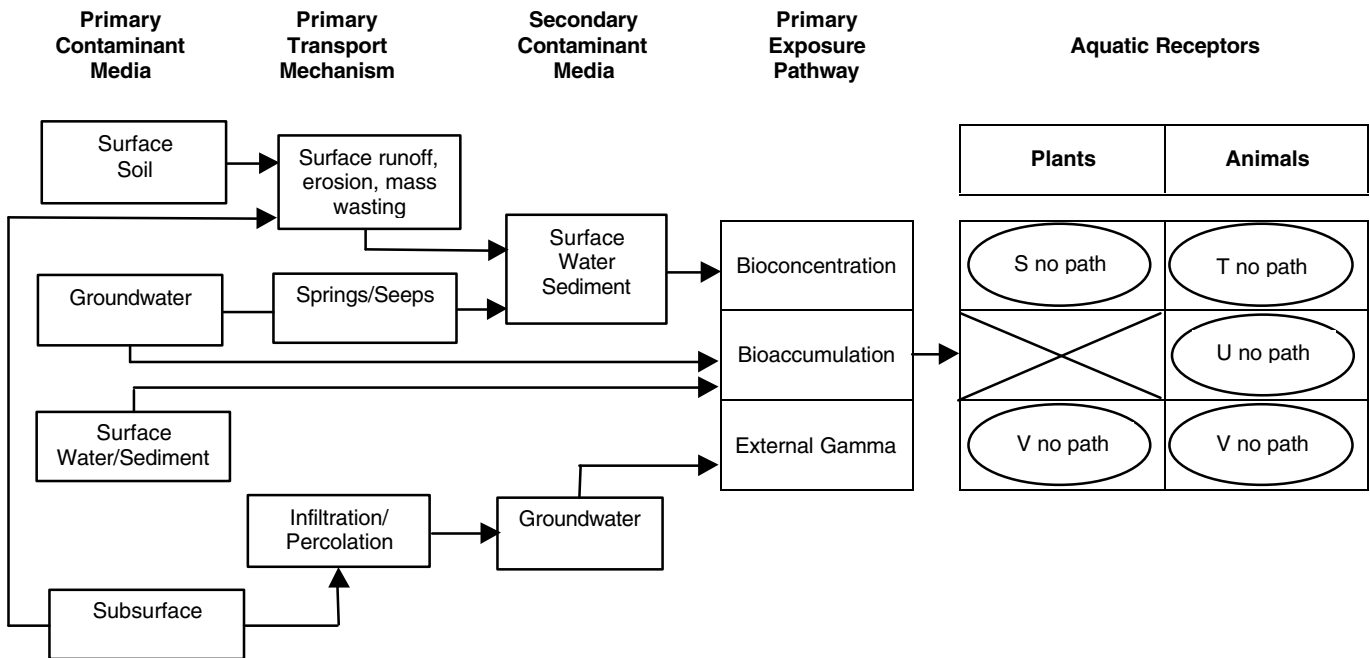 Primary
Contaminant
Media
Primary
Transport
Mechanism
Secondary
Contaminant
Media
Primary
Exposure
Pathway
Aquatic Receptors
Surface
Soil
Surface runoff,
erosion, mass
wasting
Plants
Animals
Groundwater
Springs/Seeps
Surface
Water
Sediment
Bioconcentration
S no path
T no path
Bioaccumulation
U no path
Surface
Water/Sediment
External Gamma
V no path
V no path
Infiltration/
Percolation
Groundwater
Subsurface